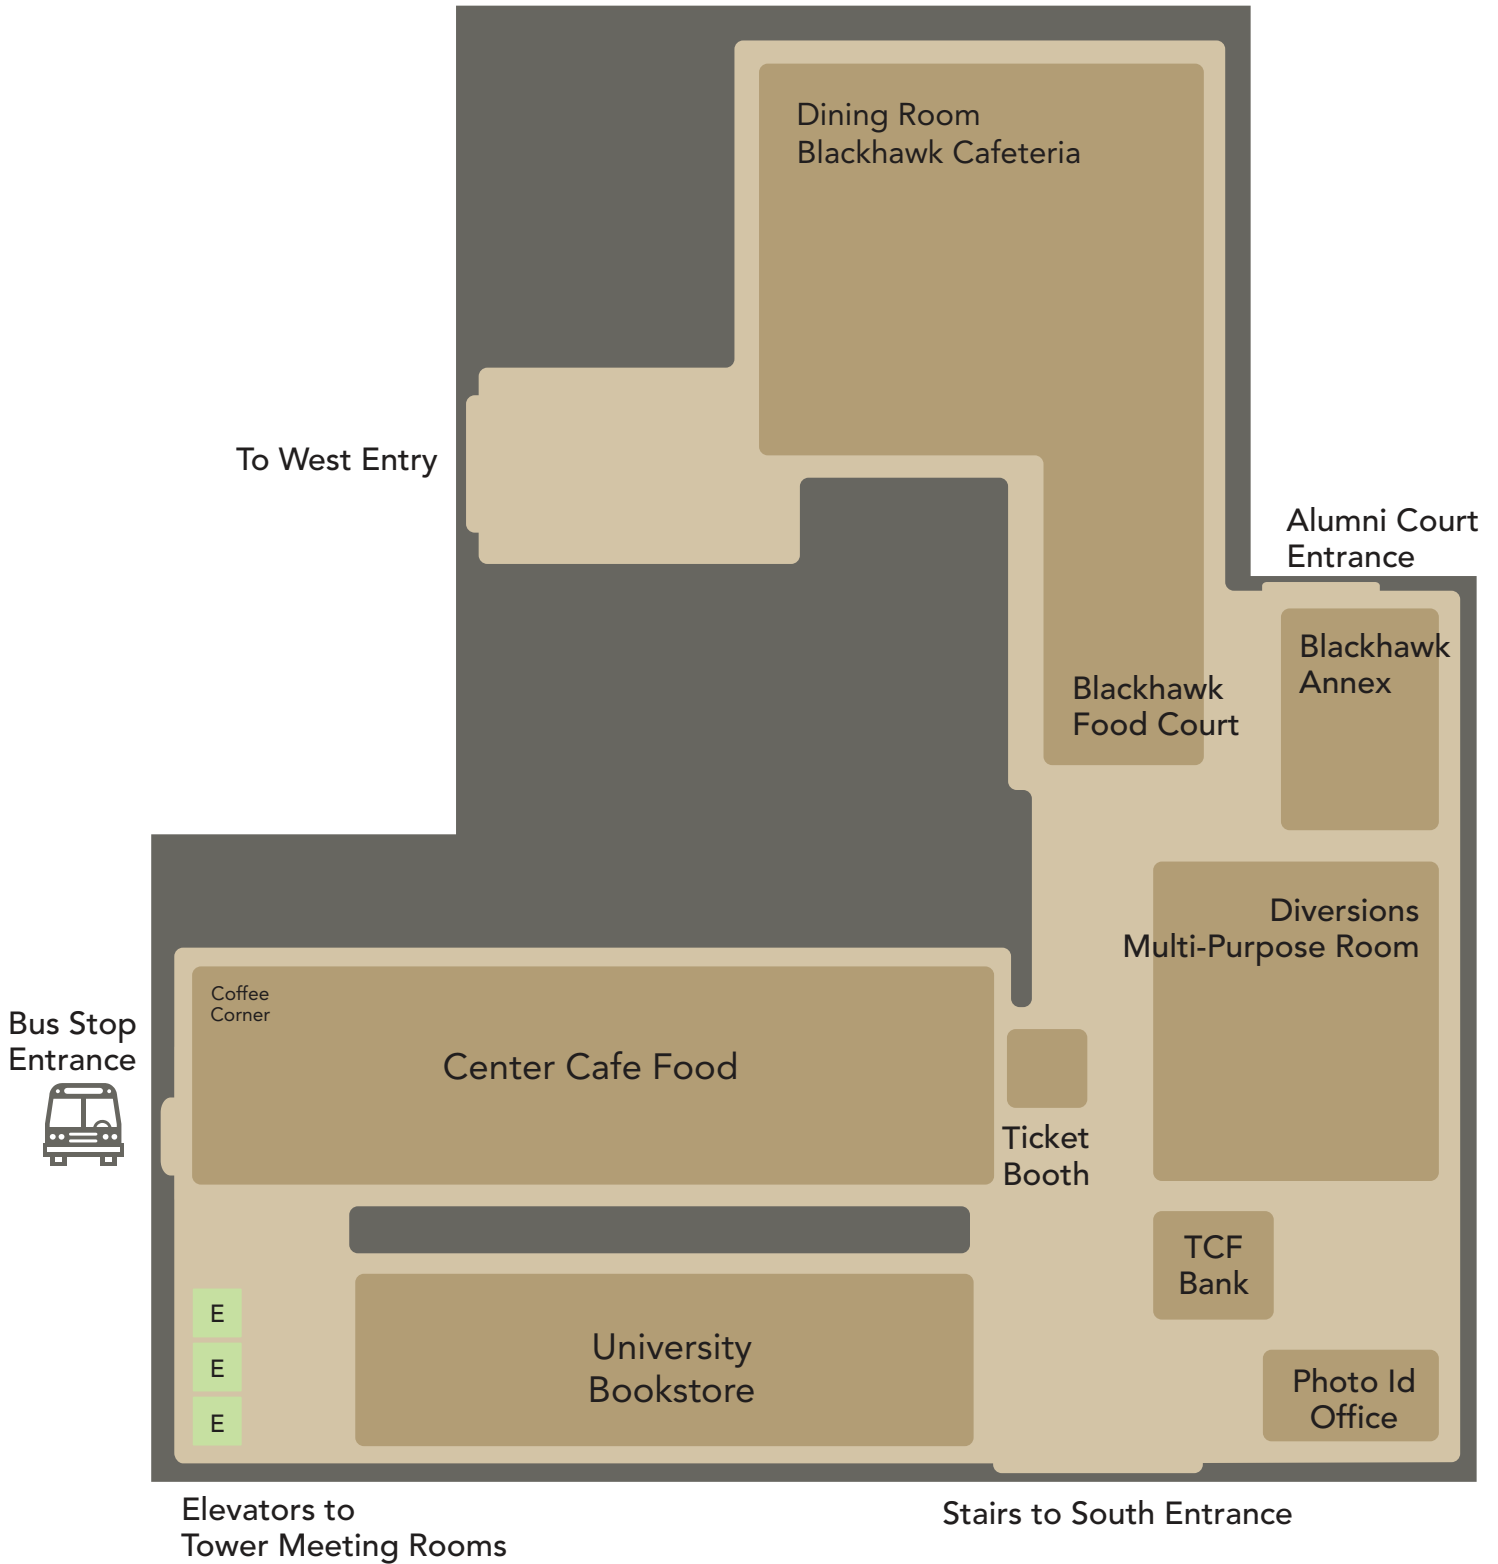 Dining Room
Blackhawk Cafeteria
To West Entry
Alumni Court
Entrance
Blackhawk
Annex
Blackhawk
Food Court
Diversions
Multi-Purpose Room
Coffee
Corner
Bus Stop
Entrance
Center Cafe Food
Ticket
Booth
TCF
Bank
E
E
E
University
Bookstore
Photo Id
Office
Elevators to
Tower Meeting Rooms
Stairs to South Entrance